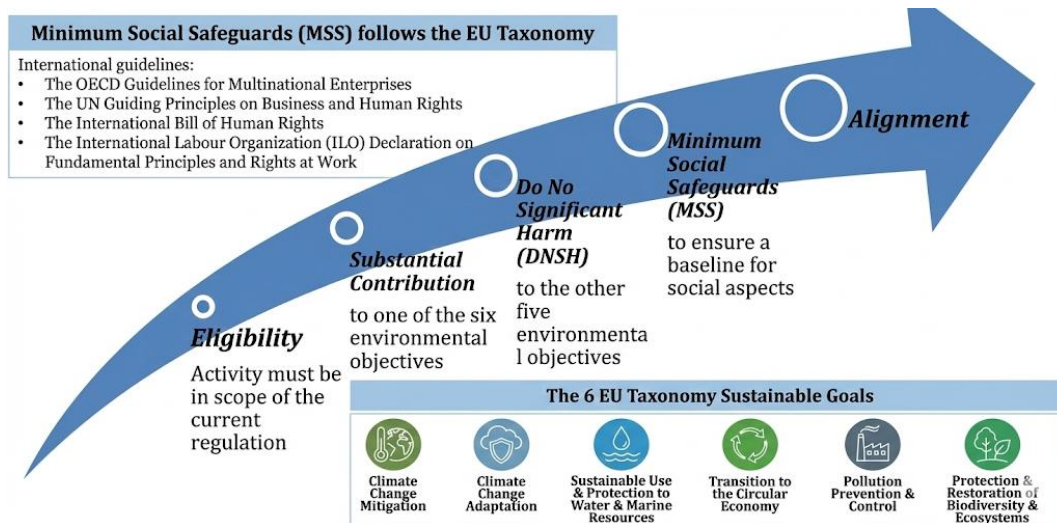 Minimum Social Safeguards (MSS) follows the EU Taxonomy
International guidelines:
• The OECD Guidelines for Multinational Enterprises
• The UN Guiding Principles on Business and Human Rights
• The International Bill of Human Rights
• The International Labour Organization (ILO) Declaration on
Fundamental Principles and Rights at Work
Eligibility
Activity must be
in scope of the
current
regulation
Substantial
Contribution
to one of the six
environmental
objectives
Do No
Significant
Harm
(DNSH)
to the other
five
environmenta
l objectives
Minimum
Social
Safeguards
(MSS)
to ensure a
baseline for
social aspects
Alignment
The 6 EU Taxonomy Sustainable Goals
Climate
Change
Mitigation
Climate
Change
Adaptation
Sustainable Use
& Protection to
Water & Marine
Resources
Transition to
the Circular
Economy
Pollution
Prevention &
Control
Protection &
Restoration of
Biodiversity &
Ecosystems